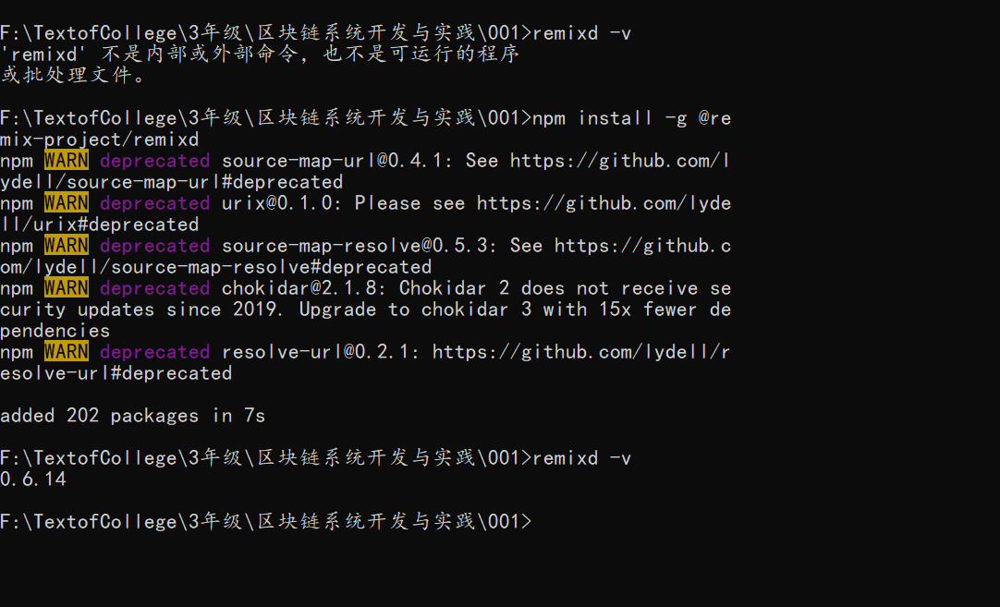 F:\TextofCollege\3年级\区块链系统开发与实践\001>remixd -v
'remixd' 不是内部或外部命令，也不是可运行的程序
或批处理文件。
F:\TextofCollege\3年级\区块链系统开发与实践\001>npm install -g @re
mix-project/remixd
npm WARN deprecated source-map-url@0.4.1: See https://github.com/l
ydell/source-map-url#deprecated
npm WARN deprecated urix@0.1.0: Please see https://github.com/lyde
ll/urix#deprecated
npm WARN deprecated source-map-resolve@0.5.3: See https://github.c
om/lydell/source-map-resolve#deprecated
npm WARN deprecated chokidar@2.1.8: Chokidar 2 does not receive se
curity updates since 2019. Upgrade to chokidar 3 with 15x fewer de
pendencies
npm WARN deprecated resolve-url@0.2.1: https://github.com/lydell/r
esolve-url#deprecated
added 202 packages in 7s
F:\TextofCollege\3年级\区块链系统开发与实践\001>remixd -v
0.6.14
F:\TextofCollege\3年级\区块链系统开发与实践\001>